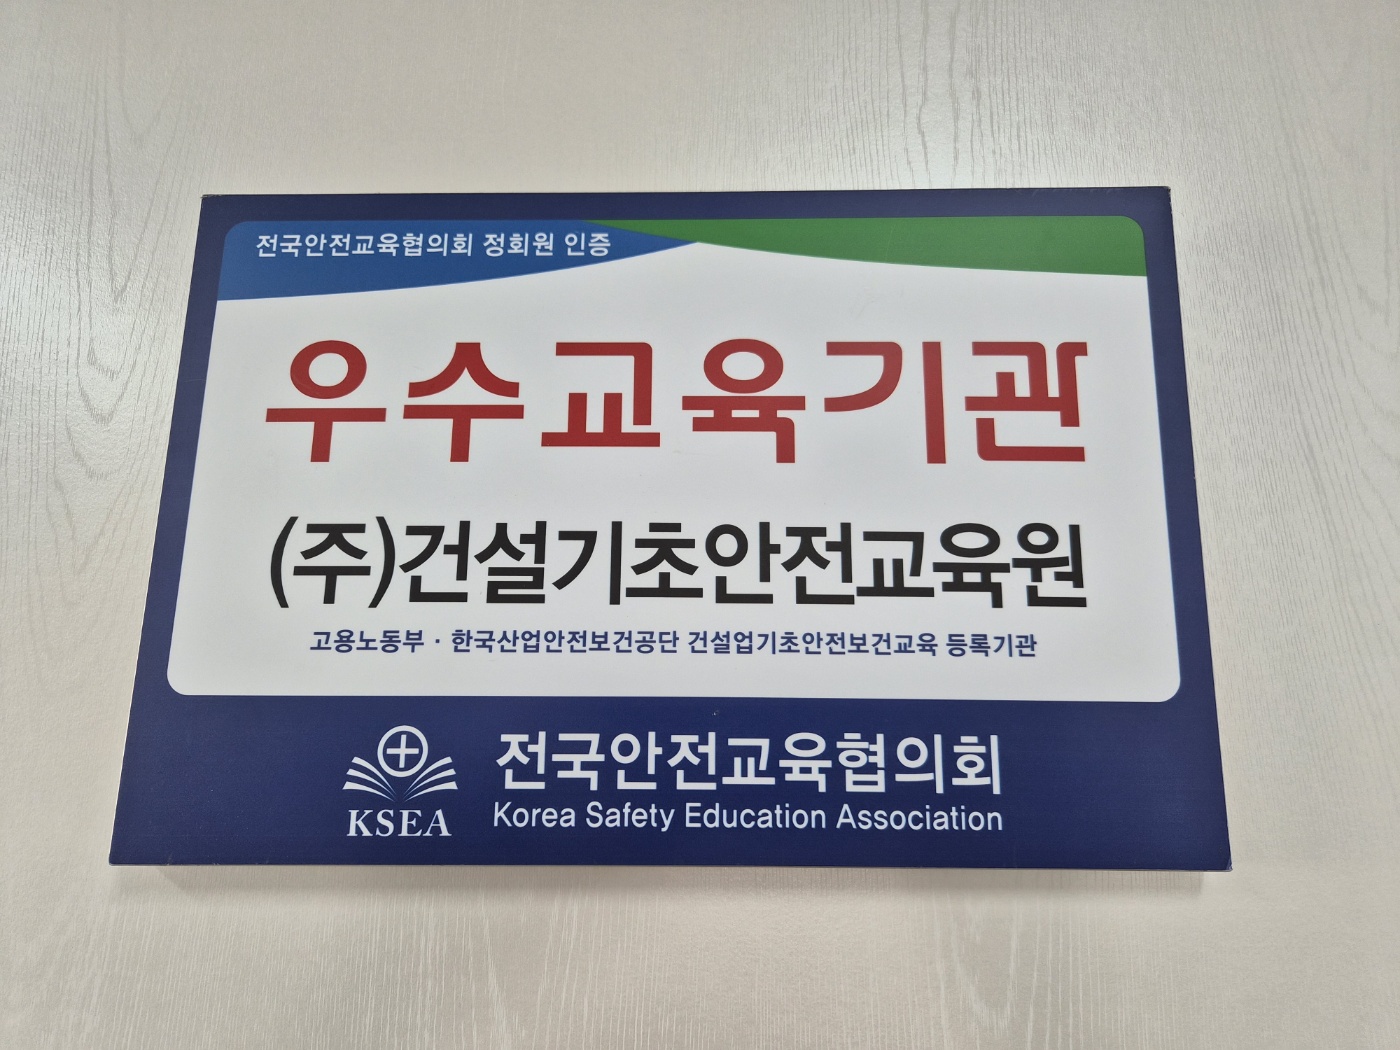 전국안전교육협의회 정회원 인증
우수교육기관
(주)건설기초안전교육원
고용노동부 · 한국산업안전보건공단 건설업기초안전보건교육 등록기관
전국안전교육협의회
KSEA
Korea Safety Education Association